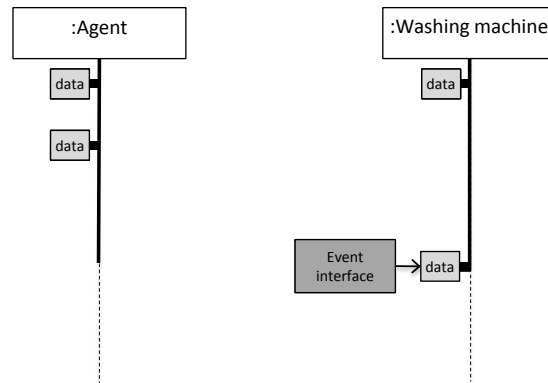 :Agent
:Washing machine
data
data
data
Event
interface
data